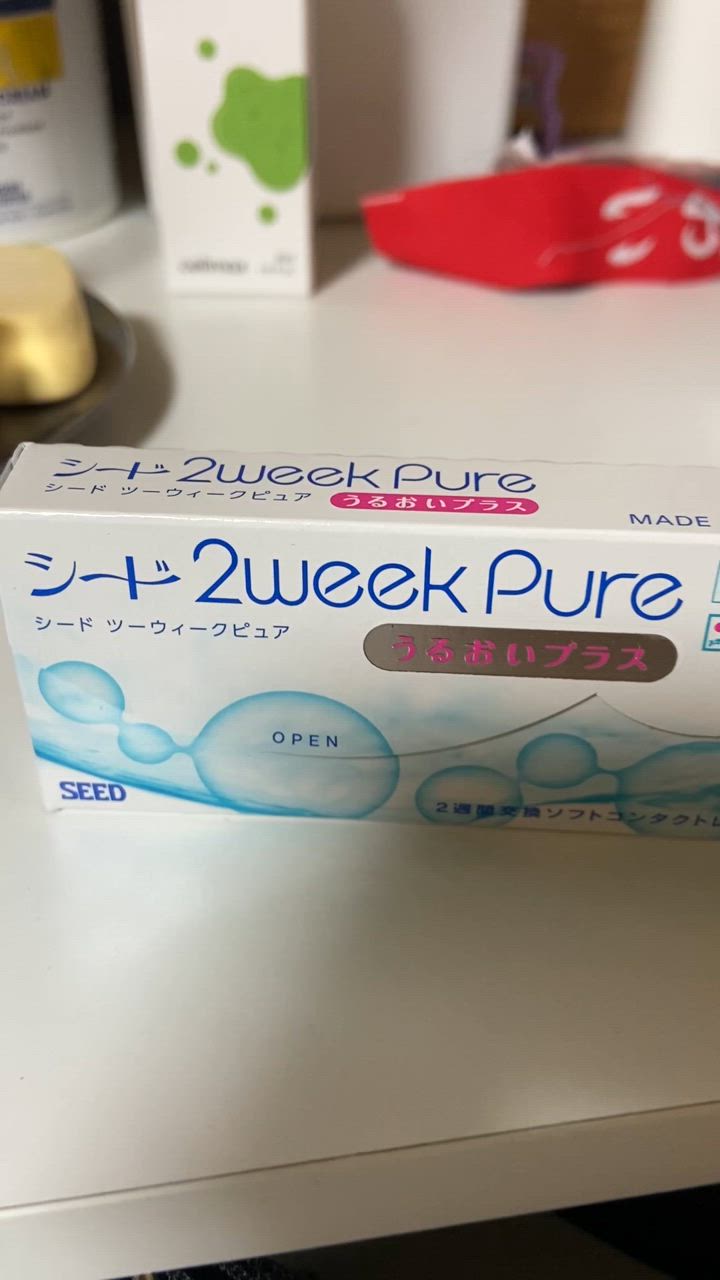 シード 2week Pure
シード ツーウィークピュア うるおいプラス
MADE
シード 2week Pure
シード ツーウィークピュア
うるおいプラス
OPEN
SEED
2週間交換ソフトコンタクトレ